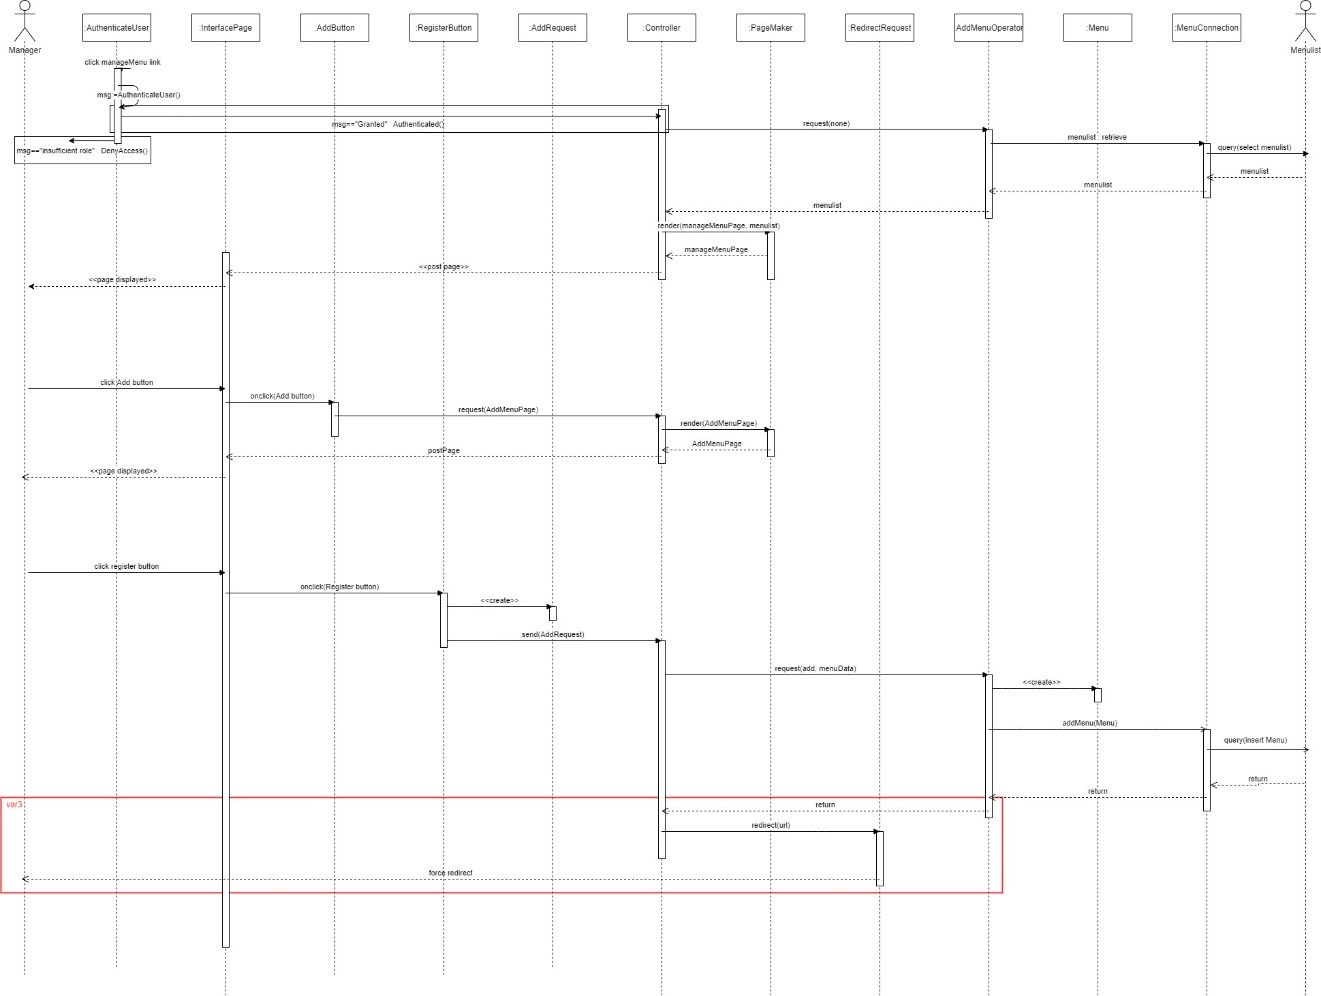 :AuthenticateUser
:InterfacePage
:AddButton
:RegisterButton
:AddRequest
:Controller
:PageMaker
:RedirectRequest
AddMenuOperator
:Menu
:MenuConnection
Manager
Menulist
click manageMenu link
msg:=AuthenticateUser()
msg=="Granted" Authenticated()
request(none)
menulist : retrieve
msg=="insufficient role" DenyAccess()
query(select menulist)
menulist
menulist
menulist
render(manageMenuPage, menulist)
manageMenuPage
<<post page>>
<<page displayed>>
click Add button
onclick(Add button)
request(AddMenuPage)
render(AddMenuPage)
AddMenuPage
postPage
<<page displayed>>
click register button
onclick(Register button)
<<create>>
send(AddRequest)
request(add, menuData)
<<create>>
addMenu(Menu)
query(insert Menu)
return
return
var3
return
redirect(url)
force redirect